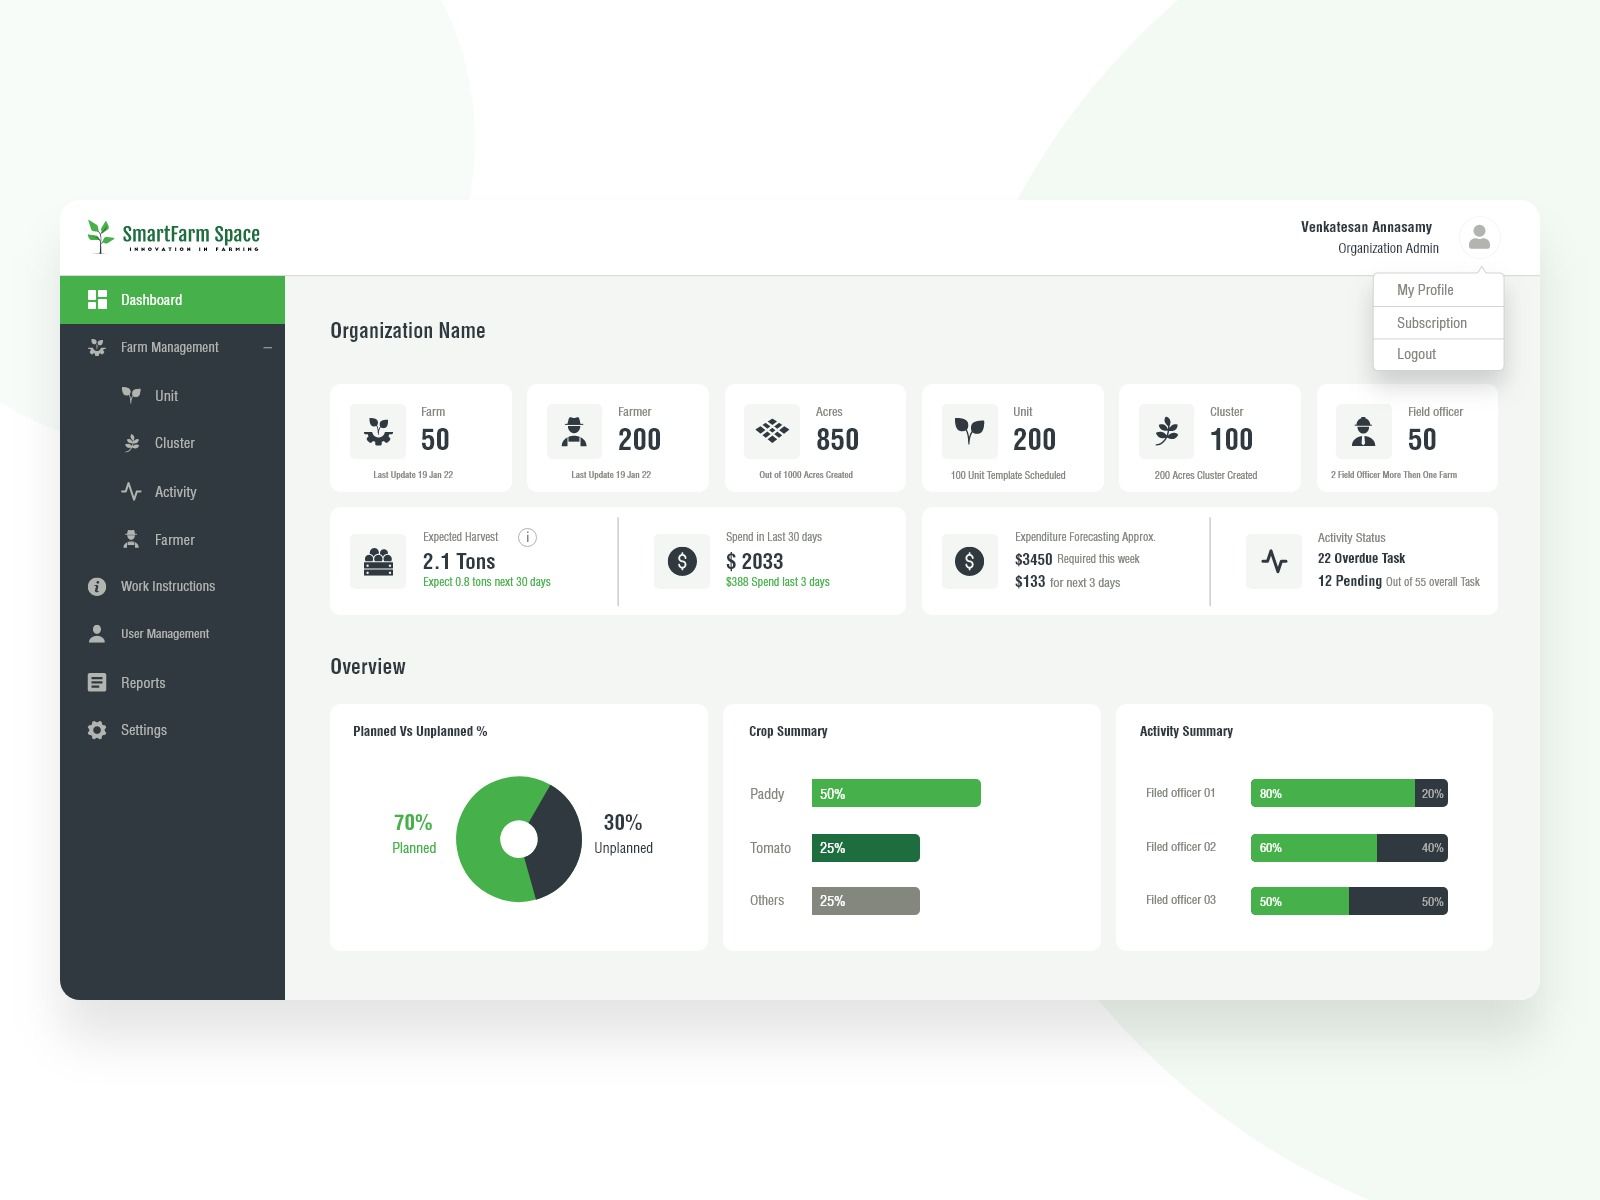 SmartFarm Space
INNOVATION IN FARMING
Venkatesan Annasamy
Organization Admin
My Profile
Subscription
Logout
Dashboard
Farm Management
Unit
Cluster
Activity
Farmer
Work Instructions
User Management
Reports
Settings
Organization Name
Farm
50
Last Update 19 Jan 22
Farmer
200
Last Update 19 Jan 22
Acres
850
Out of 1000 Acres Created
Unit
200
100 Unit Template Scheduled
Cluster
100
200 Acres Cluster Created
Field officer
50
2 Field Officer More Then One Farm
Expected Harvest
2.1 Tons
Expect 0.8 tons next 30 days
Spend in Last 30 days
$ 2033
$388 Spend last 3 days
Expenditure Forecasting Approx.
$3450 Required this week
$133 for next 3 days
Activity Status
22 Overdue Task
12 Pending Out of 55 overall Task
Overview
Planned Vs Unplanned %
70%
Planned
30%
Unplanned
Crop Summary
Paddy 50%
Tomato 25%
Others 25%
Activity Summary
Filed officer 01 80% 20%
Filed officer 02 60% 40%
Filed officer 03 50% 50%